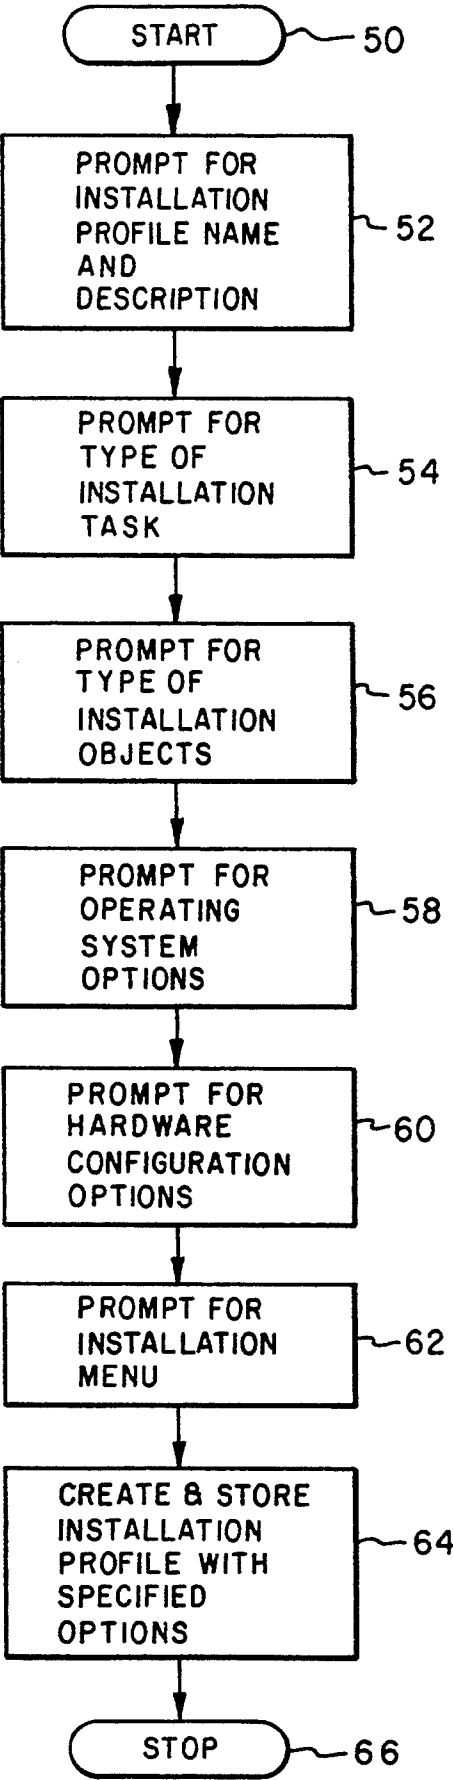 START
50
PROMPT FOR
INSTALLATION
PROFILE NAME
AND
DESCRIPTION
52
PROMPT FOR
TYPE OF
INSTALLATION
TASK
54
PROMPT FOR
TYPE OF
INSTALLATION
OBJECTS
56
PROMPT FOR
OPERATING
SYSTEM
OPTIONS
58
PROMPT FOR
HARDWARE
CONFIGURATION
OPTIONS
60
PROMPT FOR
INSTALLATION
MENU
62
CREATE & STORE
INSTALLATION
PROFILE WITH
SPECIFIED
OPTIONS
64
STOP
66